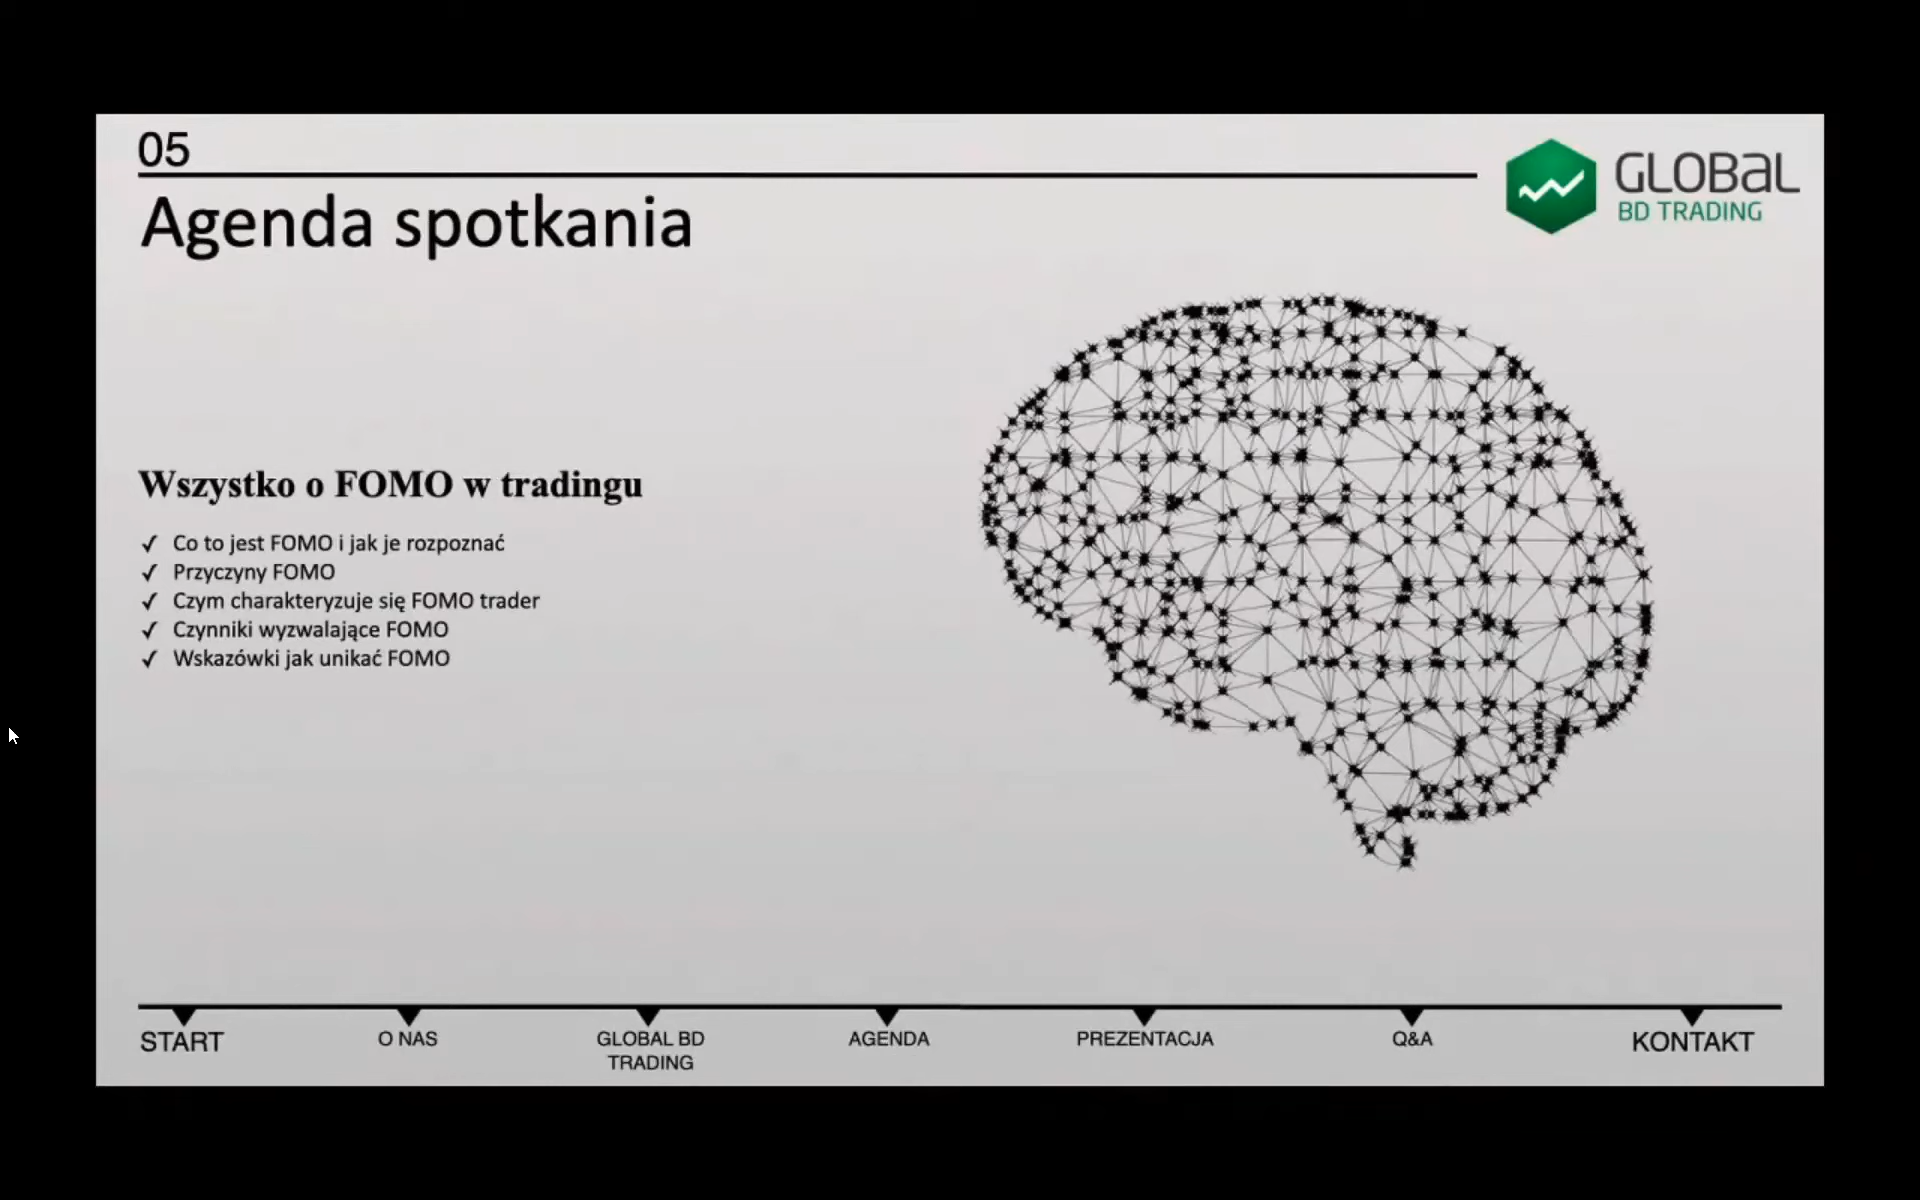 05
GLOBAL
BD TRADING
Agenda spotkania
Wszystko o FOMO w tradingu
✓ Co to jest FOMO i jak je rozpoznać
✓ Przyczyny FOMO
✓ Czym charakteryzuje się FOMO trader
✓ Czynniki wyzwalające FOMO
✓ Wskazówki jak unikać FOMO
START
O NAS
GLOBAL BD
TRADING
AGENDA
PREZENTACJA
Q&A
KONTAKT